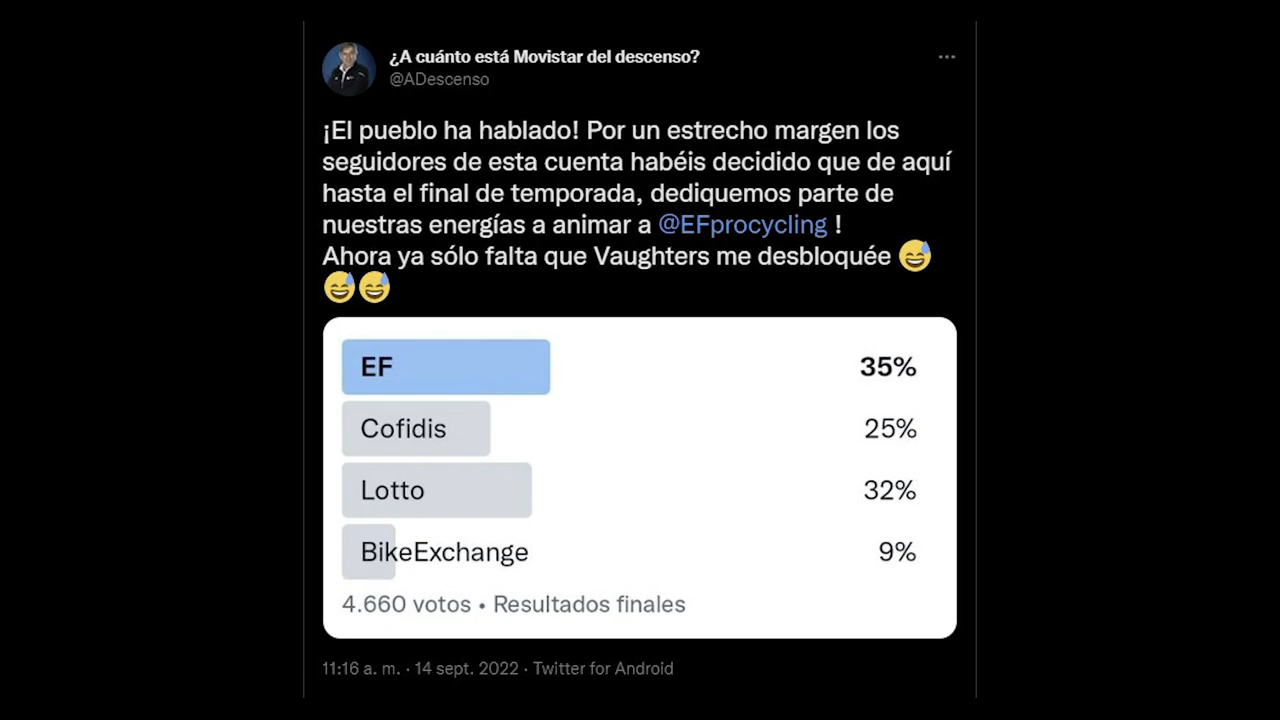 ¿A cuánto está Movistar del descenso?
@ADescenso
¡El pueblo ha hablado! Por un estrecho margen los
seguidores de esta cuenta habéis decidido que de aquí
hasta el final de temporada, dediquemos parte de
nuestras energías a animar a @EFprocycling !
Ahora ya sólo falta que Vaughters me desbloquée 😅
😅😅
EF 35%
Cofidis 25%
Lotto 32%
BikeExchange 9%
4.660 votos • Resultados finales
11:16 a. m. · 14 sept. 2022 · Twitter for Android